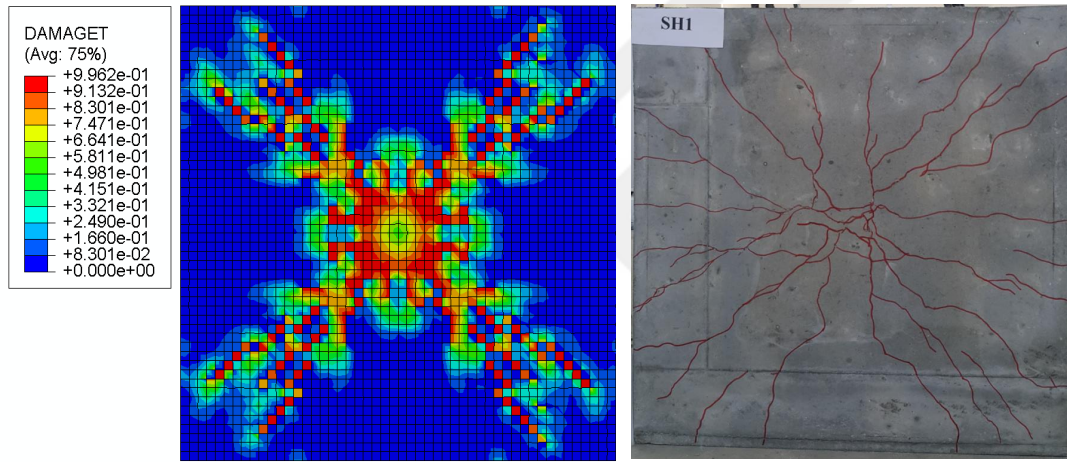 DAMAGET
(Avg: 75%)
+9.962e-01
+9.132e-01
+8.301e-01
+7.471e-01
+6.641e-01
+5.811e-01
+4.981e-01
+4.151e-01
+3.321e-01
+2.490e-01
+1.660e-01
+8.301e-02
+0.000e+00
SH1